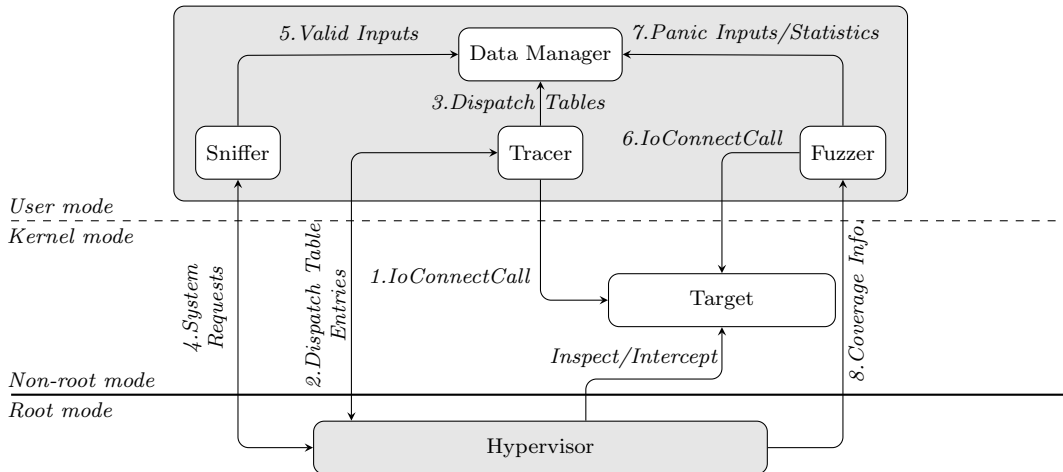 5.Valid Inputs
7.Panic Inputs/Statistics
Data Manager
3.Dispatch Tables
6.IoConnectCall
Sniffer
Tracer
Fuzzer
User mode
Kernel mode
4.System
Requests
2.Dispatch Table
Entries
1.IoConnectCall
Target
8.Coverage Info.
Inspect/Intercept
Non-root mode
Root mode
Hypervisor